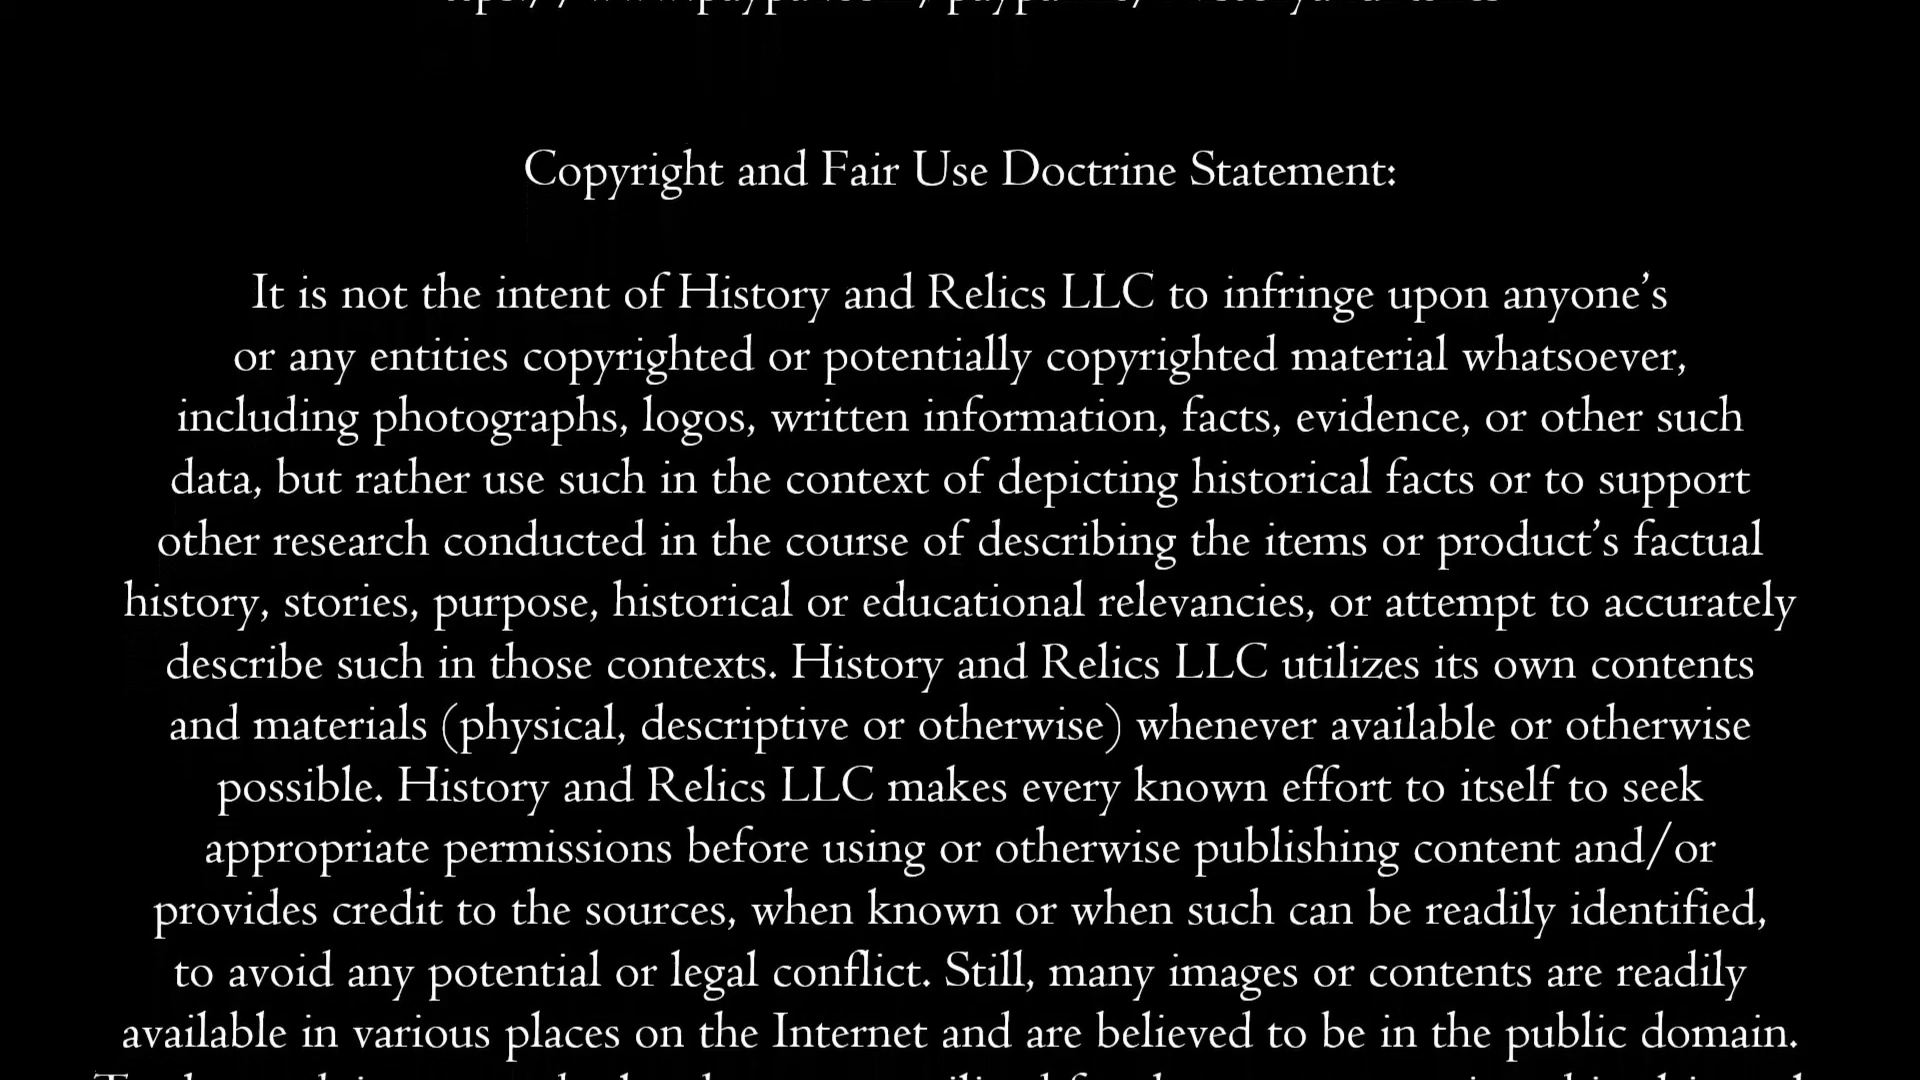 Copyright and Fair Use Doctrine Statement:
It is not the intent of History and Relics LLC to infringe upon anyone’s
or any entities copyrighted or potentially copyrighted material whatsoever,
including photographs, logos, written information, facts, evidence, or other such
data, but rather use such in the context of depicting historical facts or to support
other research conducted in the course of describing the items or product’s factual
history, stories, purpose, historical or educational relevancies, or attempt to accurately
describe such in those contexts. History and Relics LLC utilizes its own contents
and materials (physical, descriptive or otherwise) whenever available or otherwise
possible. History and Relics LLC makes every known effort to itself to seek
appropriate permissions before using or otherwise publishing content and/or
provides credit to the sources, when known or when such can be readily identified,
to avoid any potential or legal conflict. Still, many images or contents are readily
available in various places on the Internet and are believed to be in the public domain.